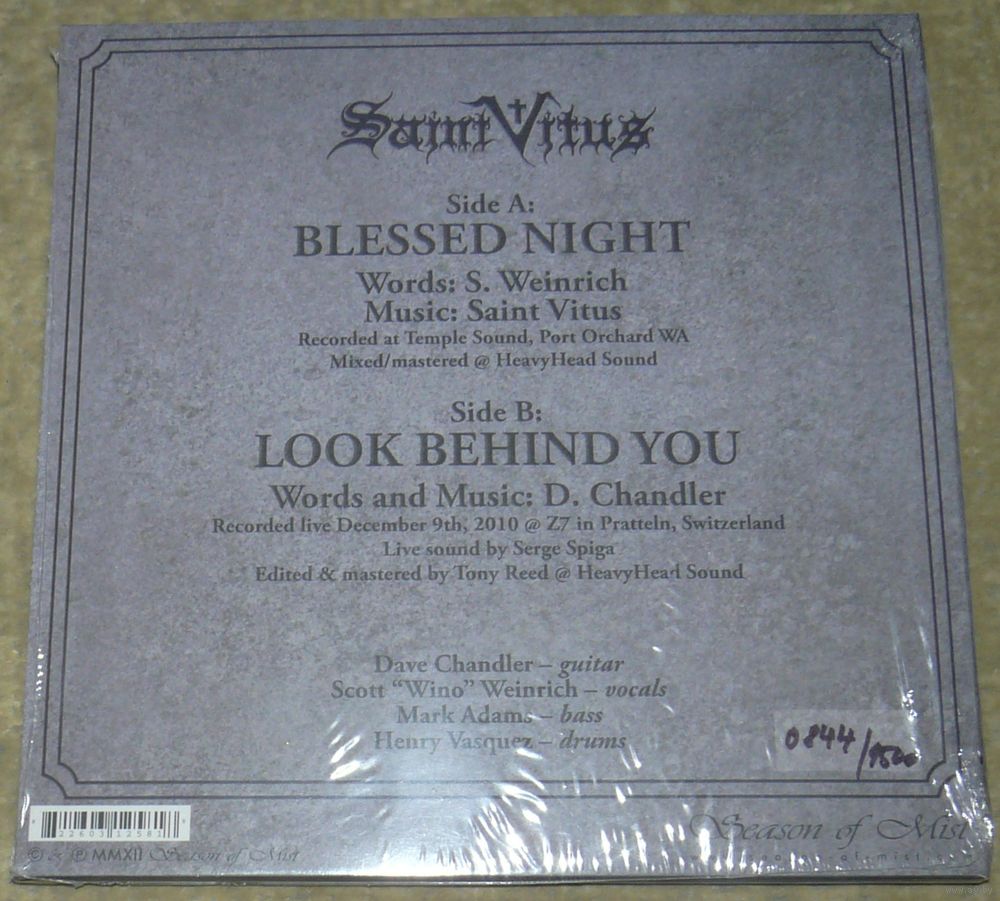 Saint Vitus
Side A:
BLESSED NIGHT
Words: S. Weinrich
Music: Saint Vitus
Recorded at Temple Sound, Port Orchard WA
Mixed/mastered @ HeavyHead Sound
Side B:
LOOK BEHIND YOU
Words and Music: D. Chandler
Recorded live December 9th, 2010 @ Z7 in Pratteln, Switzerland
Live sound by Serge Spiga
Edited & mastered by Tony Reed @ HeavyHead Sound
Dave Chandler – guitar
Scott “Wino” Weinrich – vocals
Mark Adams – bass
Henry Vasquez – drums
0844/1500
Season of Mist
22603 12581
© & ℗ MMXII Season of Mist